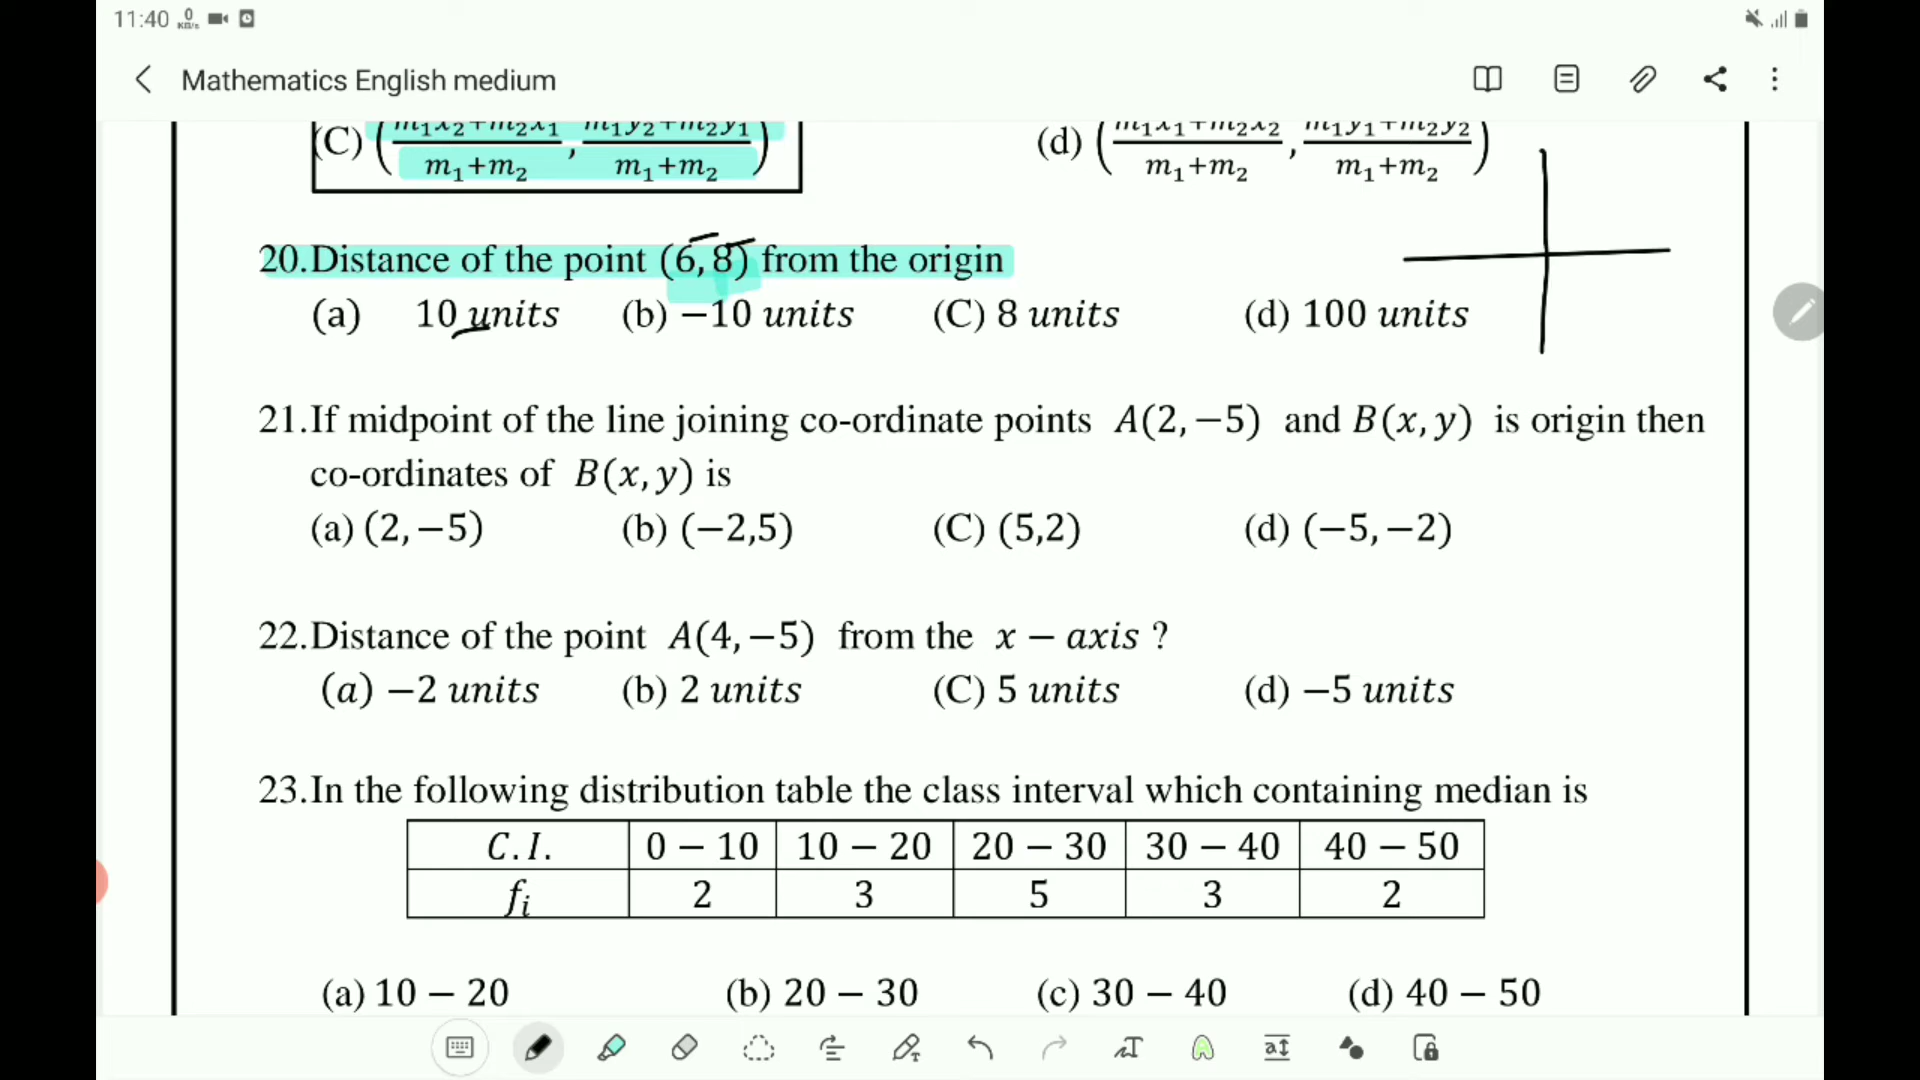 11:40 0 KB/s
Mathematics English medium
(C) (m₁x₂+m₂x₁/m₁+m₂, m₁y₂+m₂y₁/m₁+m₂) (d) (m₁x₁+m₂x₂/m₁+m₂, m₁y₁+m₂y₂/m₁+m₂)
20.Distance of the point (6,8) from the origin
(a) 10 units (b) −10 units (C) 8 units (d) 100 units
21.If midpoint of the line joining co-ordinate points A(2,−5) and B(x,y) is origin then
co-ordinates of B(x,y) is
(a) (2,−5) (b) (−2,5) (C) (5,2) (d) (−5,−2)
22.Distance of the point A(4,−5) from the x − axis ?
(a) −2 units (b) 2 units (C) 5 units (d) −5 units
23.In the following distribution table the class interval which containing median is
C.I. 0 − 10 10 − 20 20 − 30 30 − 40 40 − 50
fᵢ 2 3 5 3 2
(a) 10 − 20 (b) 20 − 30 (c) 30 − 40 (d) 40 − 50